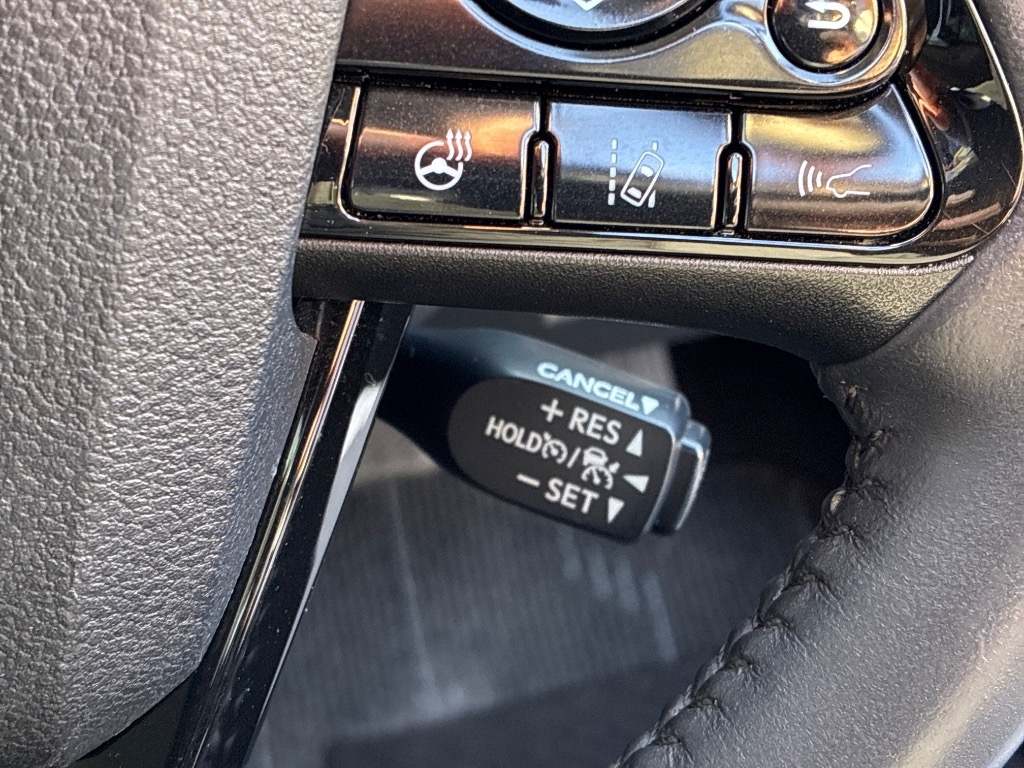 CANCEL▼
+ RES ▲
HOLD /
− SET ▼